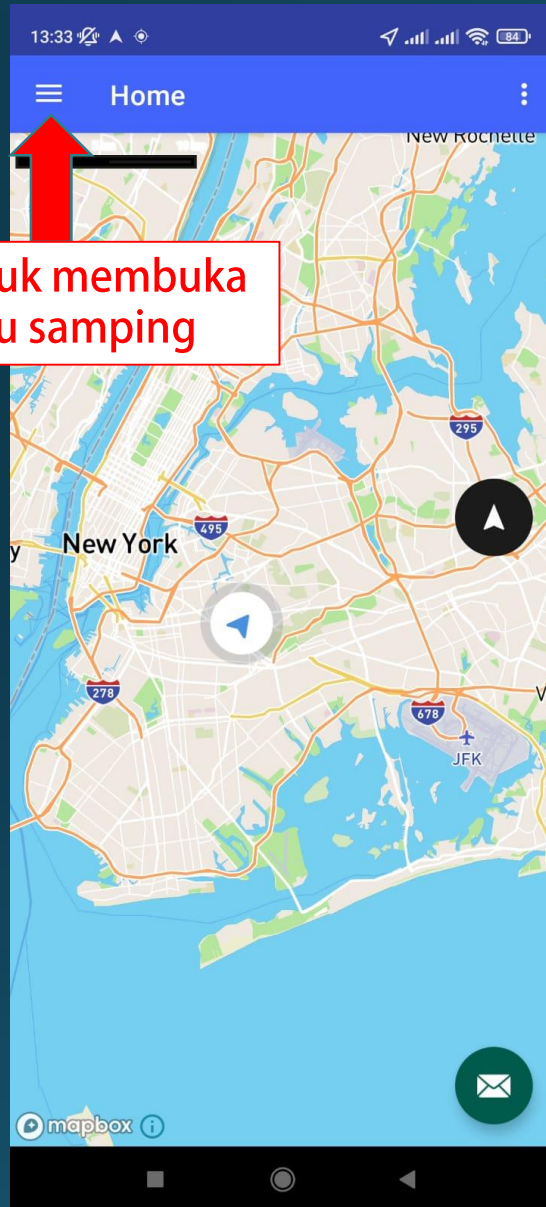 13:33
84
Home
New Rochelle
uk membuka
u samping
295
495
y New York
278
678
V
JFK
mapbox